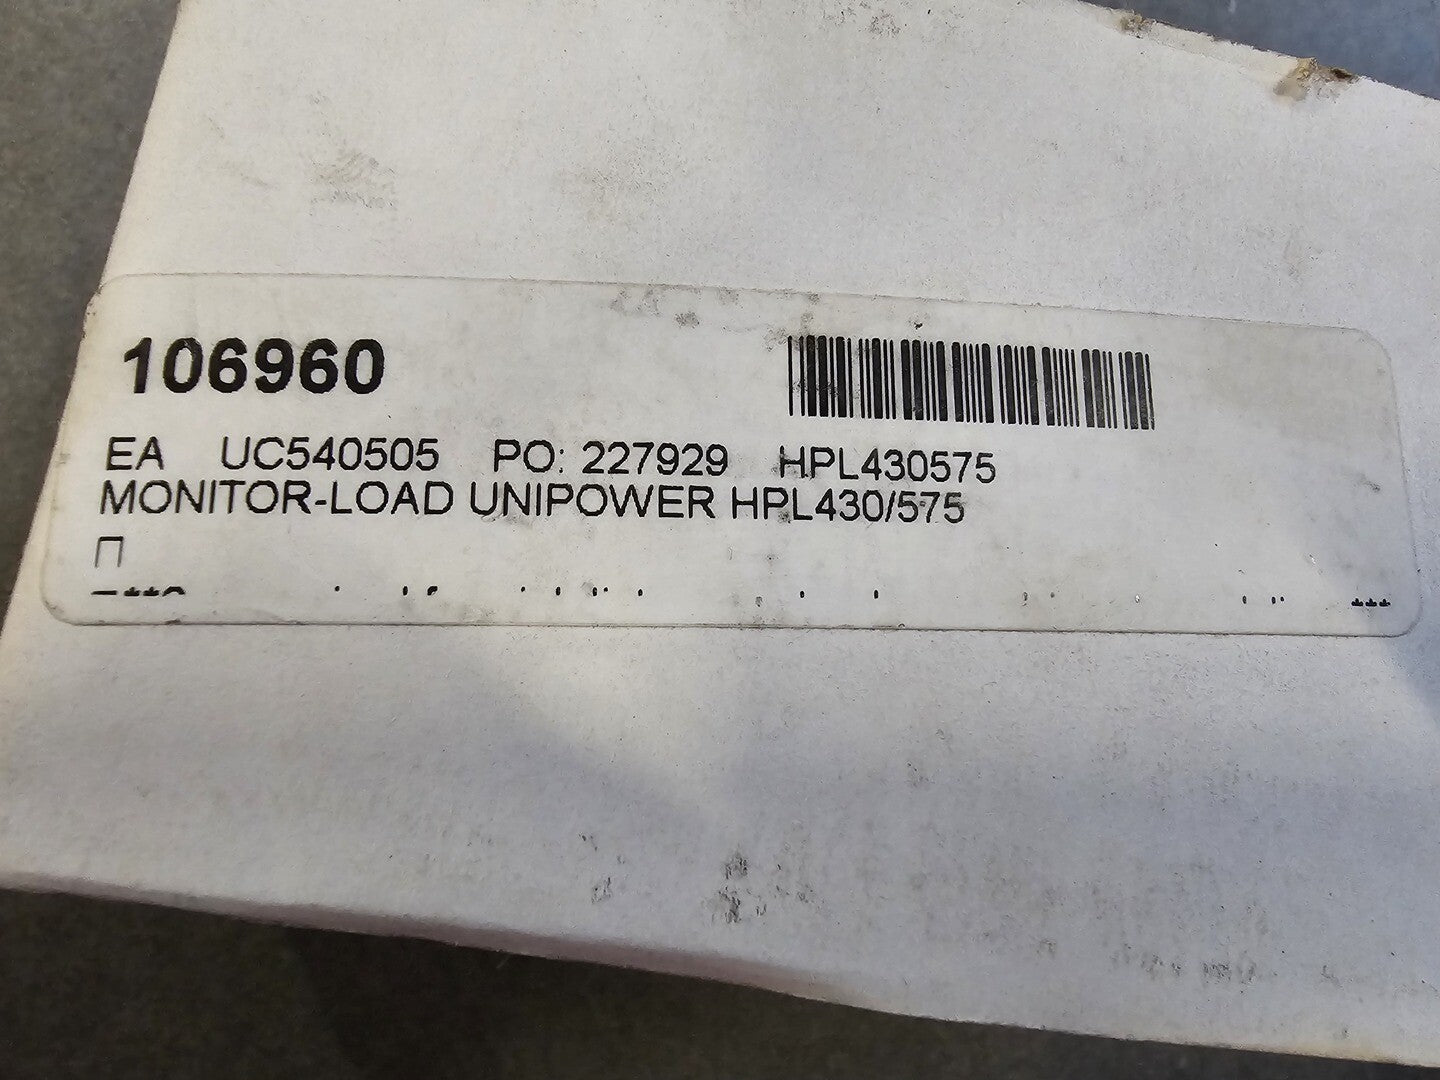 106960
EA UC540505 PO: 227929 HPL430575
MONITOR-LOAD UNIPOWER HPL430/575